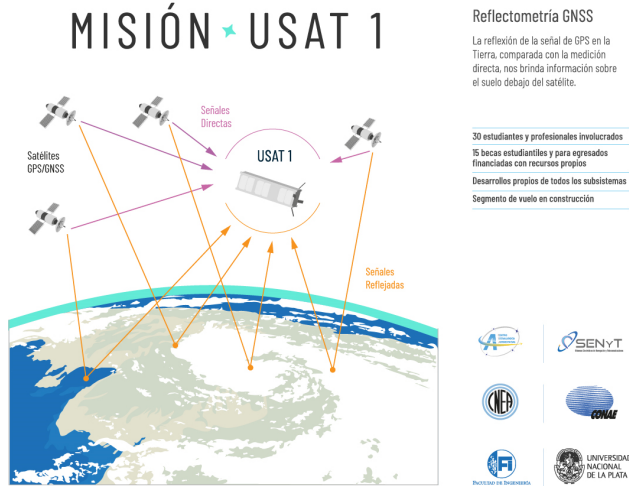 MISIÓN USAT 1
Reflectometría GNSS
La reflexión de la señal de GPS en la
Tierra, comparada con la medición
directa, nos brinda información sobre
el suelo debajo del satélite.
30 estudiantes y profesionales involucrados
15 becas estudiantiles y para egresados
financiadas con recursos propios
Desarrollos propios de todos los subsistemas
Segmento de vuelo en construcción
Señales
Directas
USAT 1
Satélites
GPS/GNSS
Señales
Reflejadas
SENyT
CNEA
CONAE
FACULTAD DE INGENIERÍA
UNIVERSIDAD
NACIONAL
DE LA PLATA